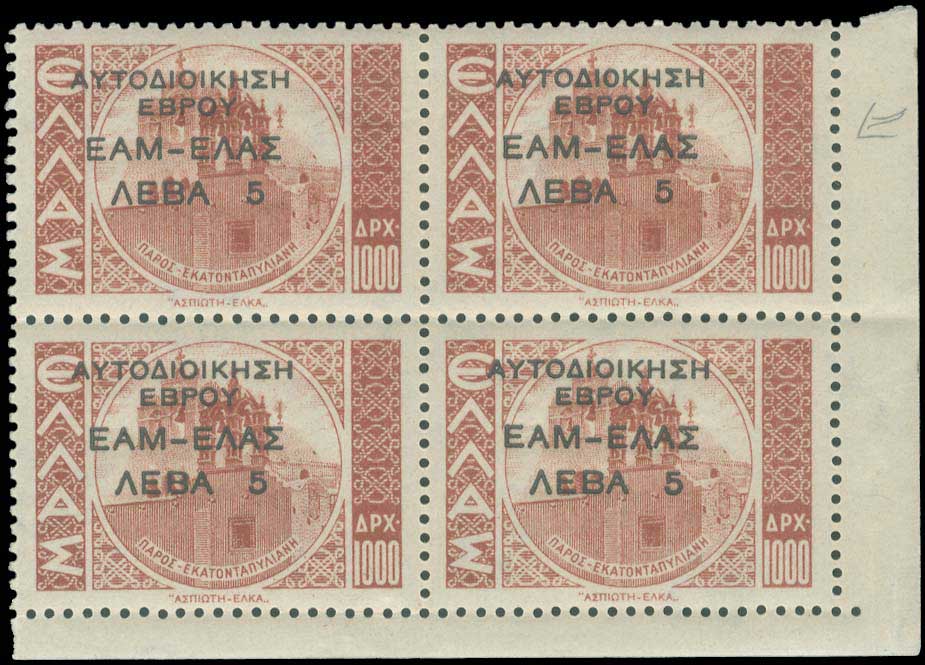 ΕΛΛΑΣ
ΑΥΤΟΔΙΟΙΚΗΣΗ
ΕΒΡΟΥ
ΕΑΜ-ΕΛΑΣ
ΛΕΒΑ 5
ΠΑΡΟΣ-ΕΚΑΤΟΝΤΑΠΥΛΙΑΝΗ
ΔΡΧ·
1000
"ΑΣΠΙΩΤΗ-ΕΛΚΑ„
ΕΛΛΑΣ
ΑΥΤΟΔΙΟΚΗΣΗ
ΕΒΡΟΥ
ΕΑΜ-ΕΛΑΣ
ΛΕΒΑ 5
ΠΑΡΟΣ-ΕΚΑΤΟΝΤΑΠΥΛΙΑΝΗ
ΔΡΧ·
1000
"ΑΣΠΙΩΤΗ-ΕΛΚΑ„
ΕΛΛΑΣ
ΑΥΤΟΔΙΟΙΚΗΣΗ
ΕΒΡΟΥ
ΕΑΜ-ΕΛΑΣ
ΛΕΒΑ 5
ΠΑΡΟΣ-ΕΚΑΤΟΝΤΑΠΥΛΙΑΝΗ
ΔΡΧ·
1000
"ΑΣΠΙΩΤΗ-ΕΛΚΑ„
ΕΛΛΑΣ
ΑΥΤΟΔΙΟΙΚΗΣΗ
ΕΒΡΟΥ
ΕΑΜ-ΕΛΑΣ
ΛΕΒΑ 5
ΠΑΡΟΣ-ΕΚΑΤΟΝΤΑΠΥΛΙΑΝΗ
ΔΡΧ·
1000
"ΑΣΠΙΩΤΗ-ΕΛΚΑ„